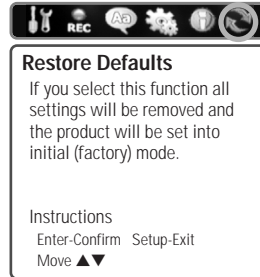 REC
Aa
i
Restore Defaults
If you select this function all
settings will be removed and
the product will be set into
initial (factory) mode.
Instructions
Enter-Confirm Setup-Exit
Move ▲▼